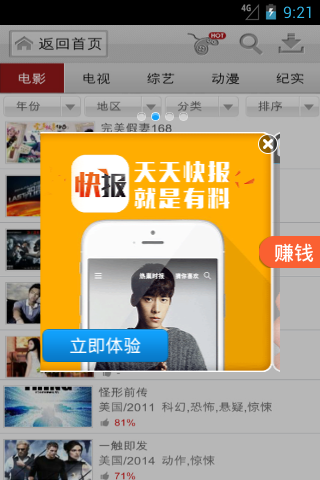 4G 9:21
返回首页
HOT
电影 电视 综艺 动漫 纪实
年份 地区 分类 排序
完美假妻168
快报
天天快报
就是有料
赚钱
热薰时报 猜你喜欢
立即体验
怪形前传
美国/2011 科幻,恐怖,悬疑,惊悚
81%
一触即发
美国/2014 动作,惊悚
71%